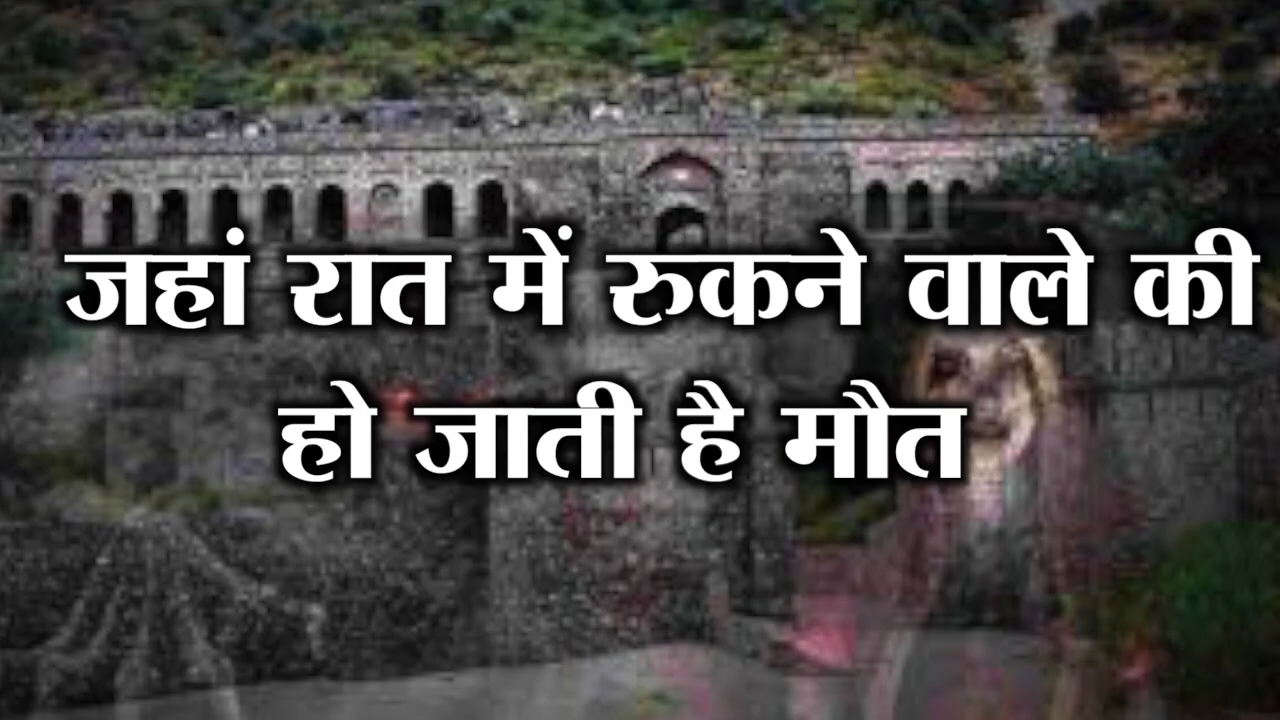 जहां रात में रुकने वाले की
हो जाती है मौत